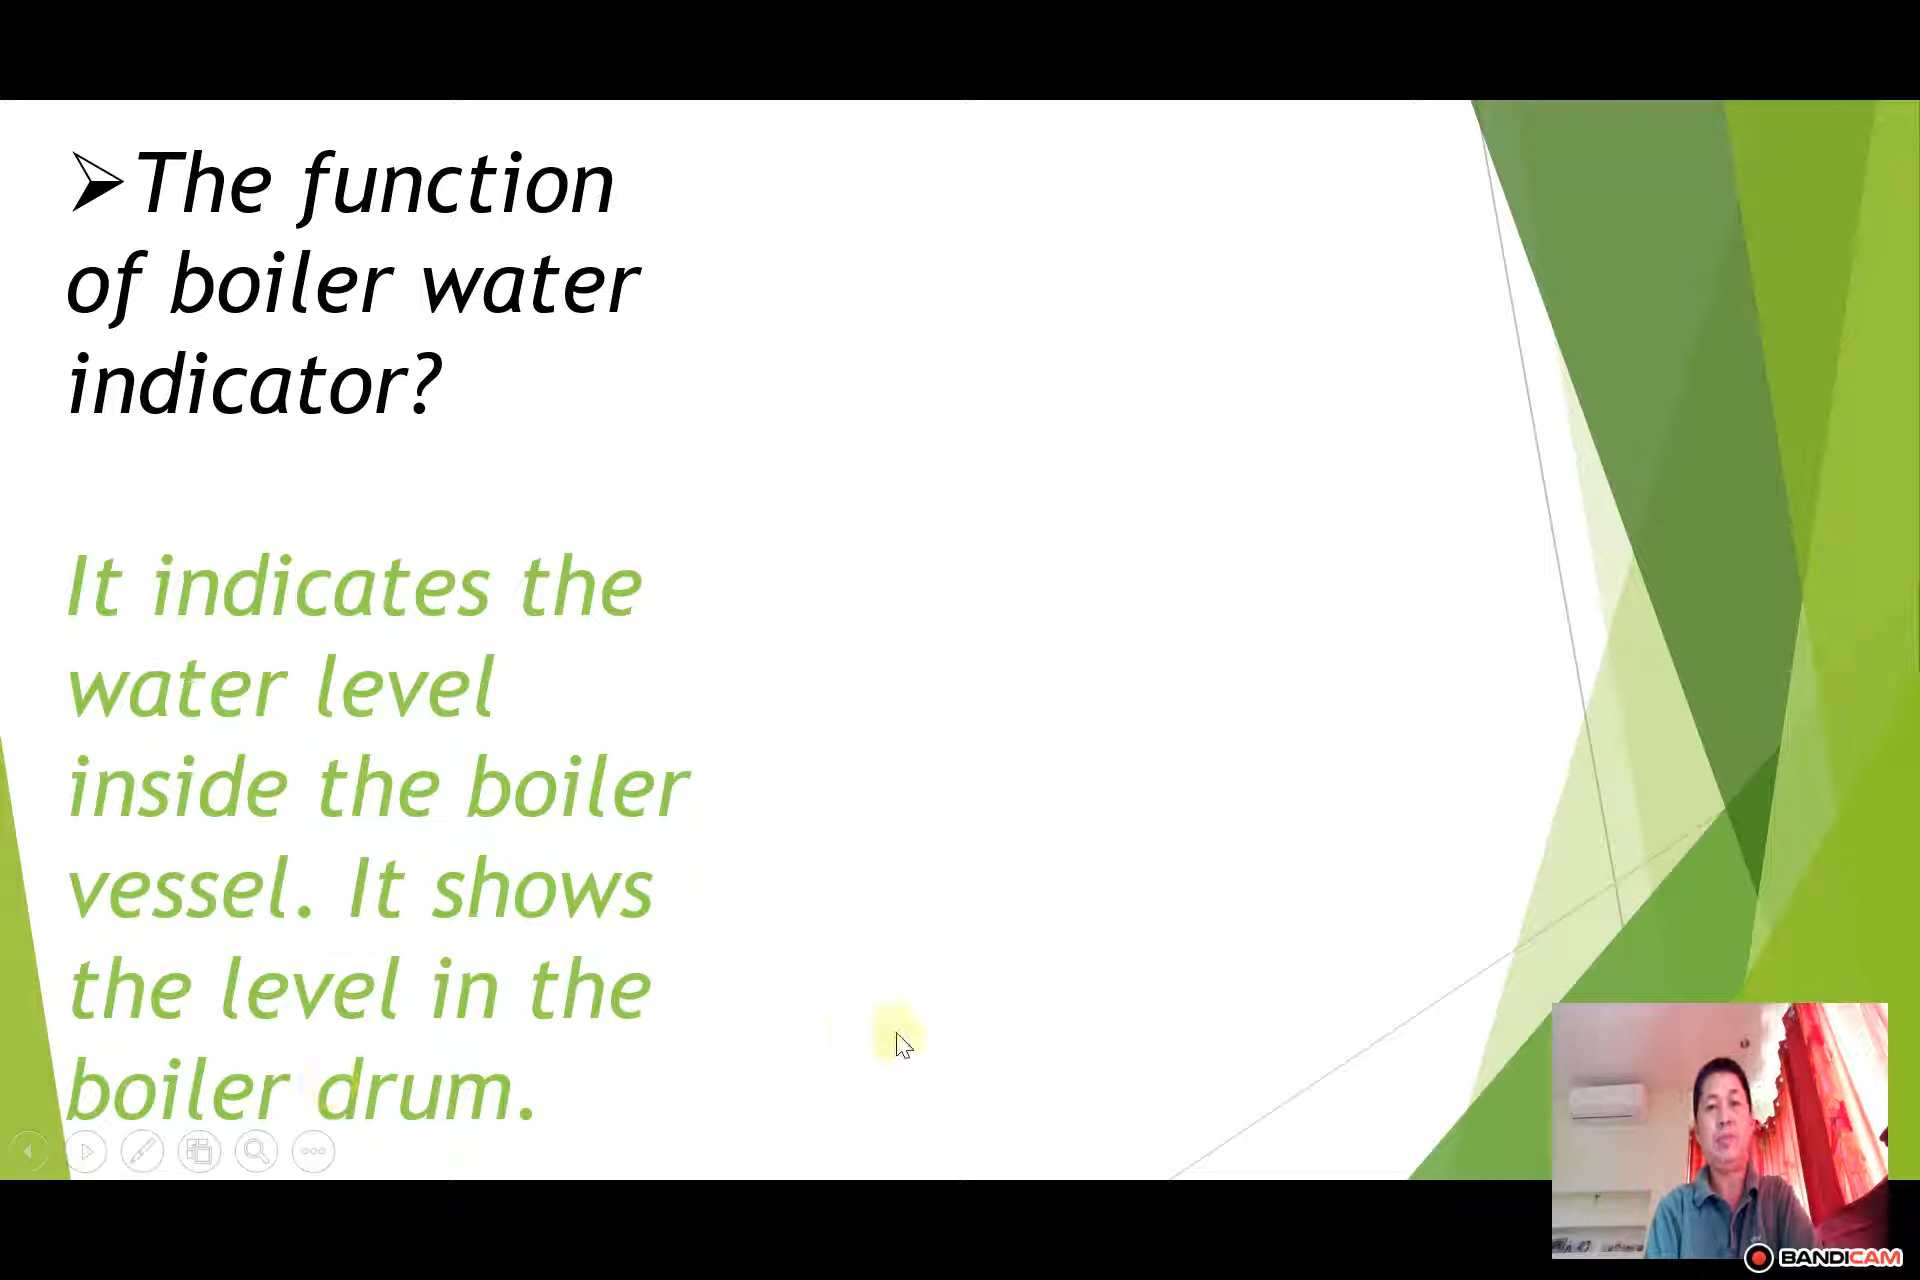 The function
of boiler water
indicator?
It indicates the
water level
inside the boiler
vessel. It shows
the level in the
boiler drum.
BANDICAM